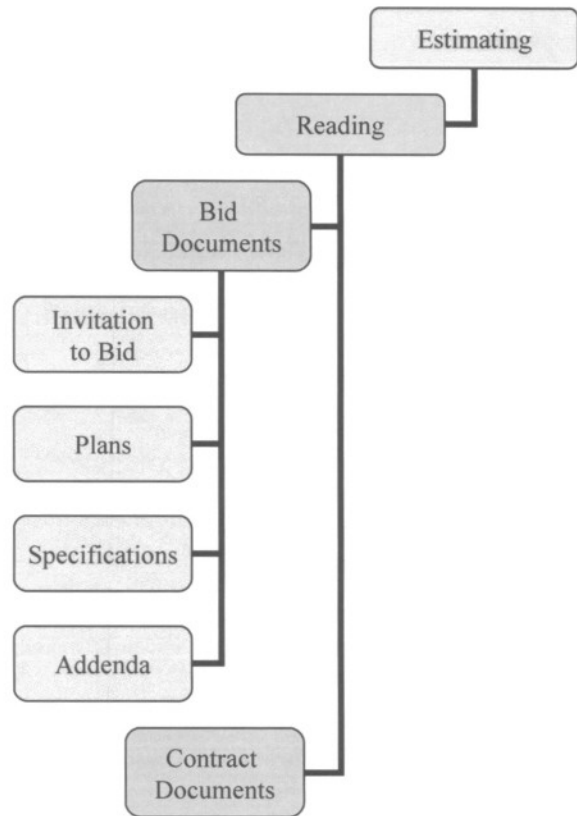 Estimating
Reading
Bid
Documents
Invitation
to Bid
Plans
Specifications
Addenda
Contract
Documents